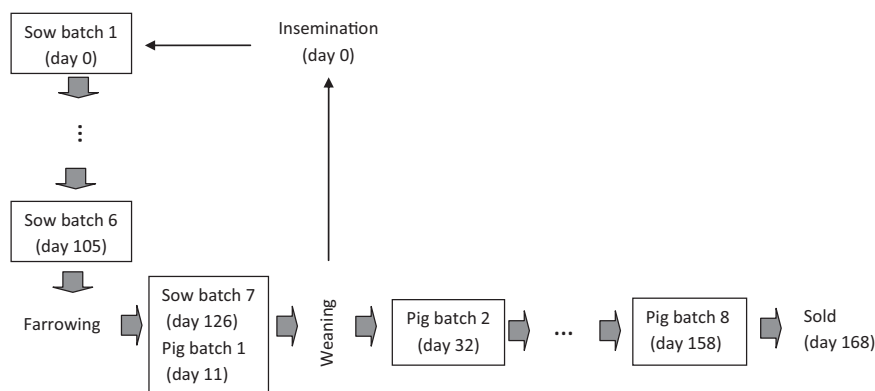 Sow batch 1
(day 0)
Insemination
(day 0)
...
Sow batch 6
(day 105)
Farrowing
Sow batch 7
(day 126)
Pig batch 1
(day 11)
Weaning
Pig batch 2
(day 32)
...
Pig batch 8
(day 158)
Sold
(day 168)